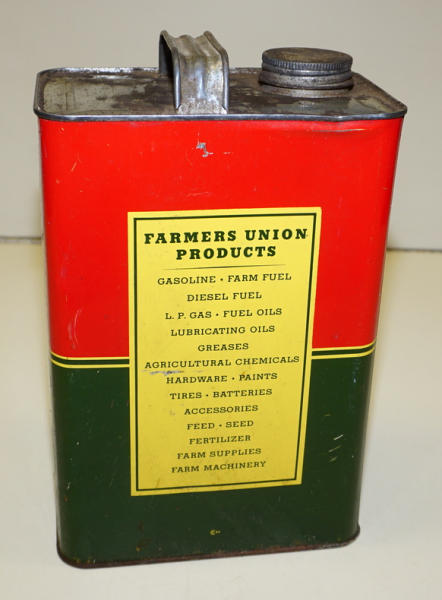 FARMERS UNION
PRODUCTS
GASOLINE · FARM FUEL
DIESEL FUEL
L. P. GAS · FUEL OILS
LUBRICATING OILS
GREASES
AGRICULTURAL CHEMICALS
HARDWARE · PAINTS
TIRES · BATTERIES
ACCESSORIES
FEED · SEED
FERTILIZER
FARM SUPPLIES
FARM MACHINERY